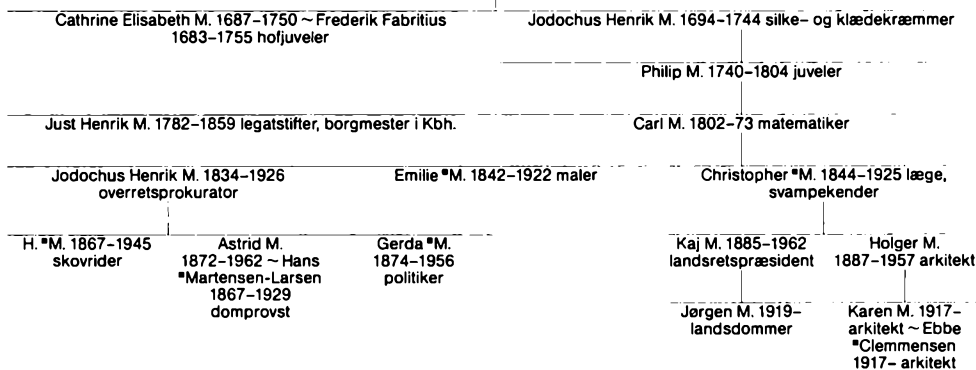 Cathrine Elisabeth M. 1687–1750 ~ Frederik Fabritius
1683–1755 hofjuveler
Jodochus Henrik M. 1694–1744 silke- og klædekræmmer
Philip M. 1740–1804 juveler
Just Henrik M. 1782–1859 legatstifter, borgmester i Kbh.
Carl M. 1802–73 matematiker
Jodochus Henrik M. 1834–1926
overretsprokurator
Emilie ▪M. 1842–1922 maler
Christopher ▪M. 1844–1925 læge,
svampekender
H. ▪M. 1867–1945
skovrider
Astrid M.
1872–1962 ~ Hans
▪Martensen-Larsen
1867–1929
domprovst
Gerda ▪M.
1874–1956
politiker
Kaj M. 1885–1962
landsretspræsident
Holger M.
1887–1957 arkitekt
Jørgen M. 1919–
landsdommer
Karen M. 1917–
arkitekt ~ Ebbe
▪Clemmensen
1917– arkitekt